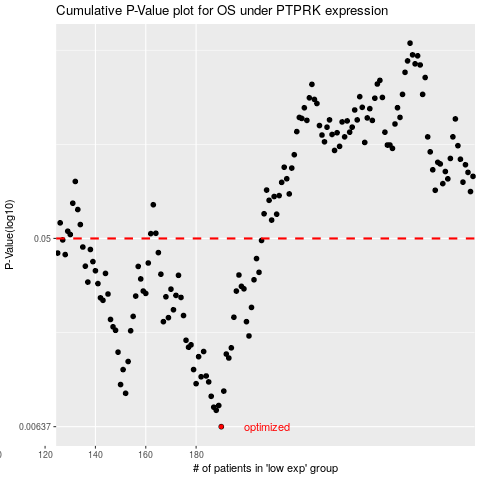 Cumulative P-Value plot for OS under PTPRK expression
P-Value(log10)
0.05
0.00637
optimized
0 120 140 160 180
# of patients in 'low exp' group